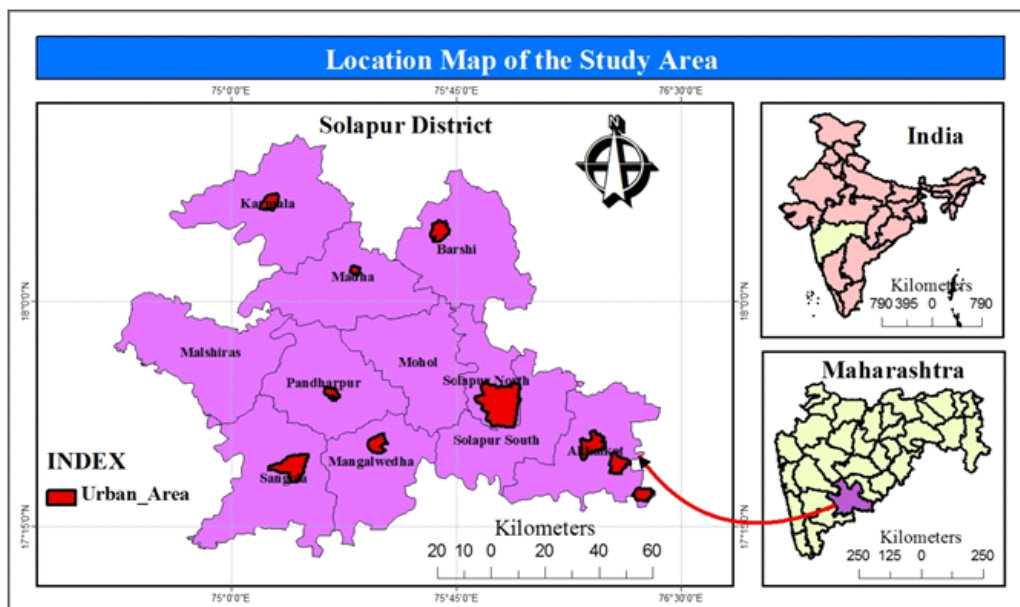 Location Map of the Study Area
75°0'0"E
75°45'0"E
76°30'0"E
Solapur District
N
Karmala
Barshi
Madha
18°0'0"N
18°0'0"N
Malshiras
Mohol
Pandharpur
Solapur North
Solapur South
Mangalwedha
INDEX
Urban_Area
17°15'0"N
17°15'0"N
Kilometers
20 10 0 20 40 60
75°0'0"E
75°45'0"E
76°30'0"E
India
Kilometers
790 395 0 790
Maharashtra
Kilometers
250 125 0 250